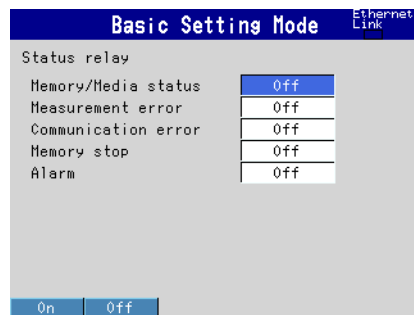 Basic Setting Mode
Ethernet
Link
Status relay
Memory/Media status Off
Measurement error Off
Communication error Off
Memory stop Off
Alarm Off
On Off